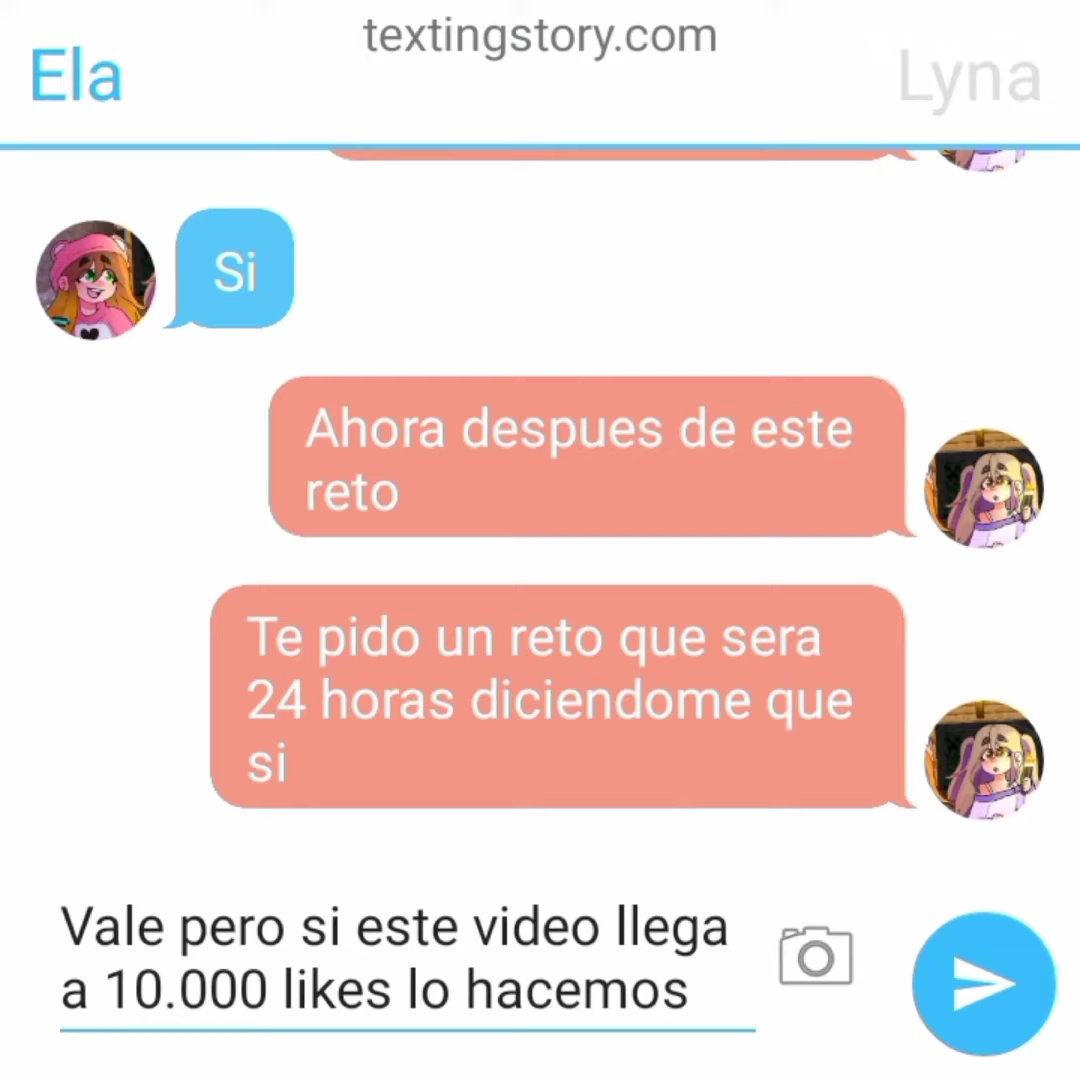 textingstory.com
Ela
Lyna
Si
Ahora despues de este
reto
Te pido un reto que sera
24 horas diciendome que
si
Vale pero si este video llega
a 10.000 likes lo hacemos